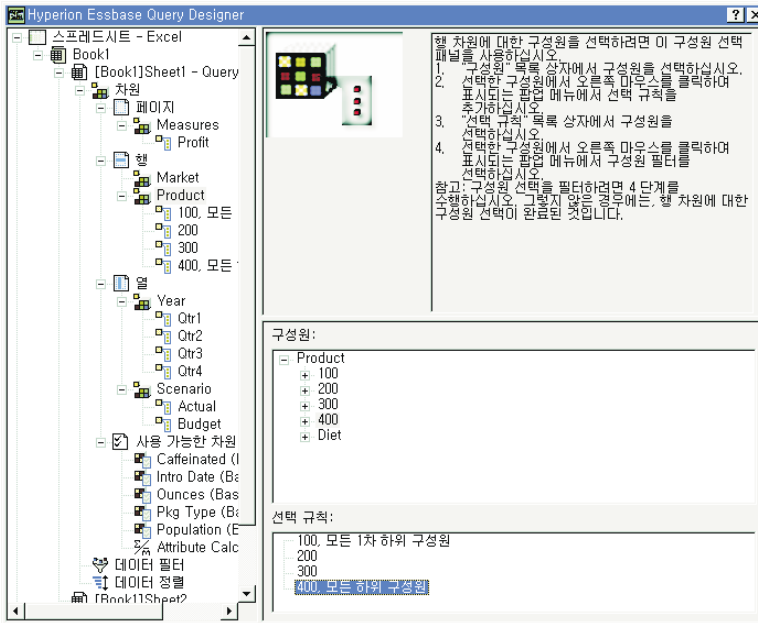 Hyperion Essbase Query Designer
스프레드시트 - Excel
Book1
[Book1]Sheet1 - Query
차원
페이지
Measures
Profit
행
Market
Product
100, 모든
200
300
400, 모든
열
Year
Qtr1
Qtr2
Qtr3
Qtr4
Scenario
Actual
Budget
사용 가능한 차원
Caffeinated (
Intro Date (Ba
Ounces (Bas
Pkg Type (Ba
Population (E
Attribute Calc
데이터 필터
데이터 정렬
[Book1]Sheet2
행 차원에 대한 구성원을 선택하려면 이 구성원 선택
패널을 사용하십시오.
1. "구성원" 목록 상자에서 구성원을 선택하십시오.
2. 선택한 구성원에서 오른쪽 마우스를 클릭하여
표시되는 팝업 메뉴에서 선택 규칙을
추가하십시오.
3. "선택 규칙" 목록 상자에서 구성원을
선택하십시오.
4. 선택한 구성원에서 오른쪽 마우스를 클릭하여
표시되는 팝업 메뉴에서 구성원 필터를
선택하십시오.
참고: 구성원 선택을 필터하려면 4 단계를
수행하십시오. 그렇지 않은 경우에는, 행 차원에 대한
구성원 선택이 완료된 것입니다.
구성원:
Product
100
200
300
400
Diet
선택 규칙:
100, 모든 1차 하위 구성원
200
300
400, 모든 하위 구성원